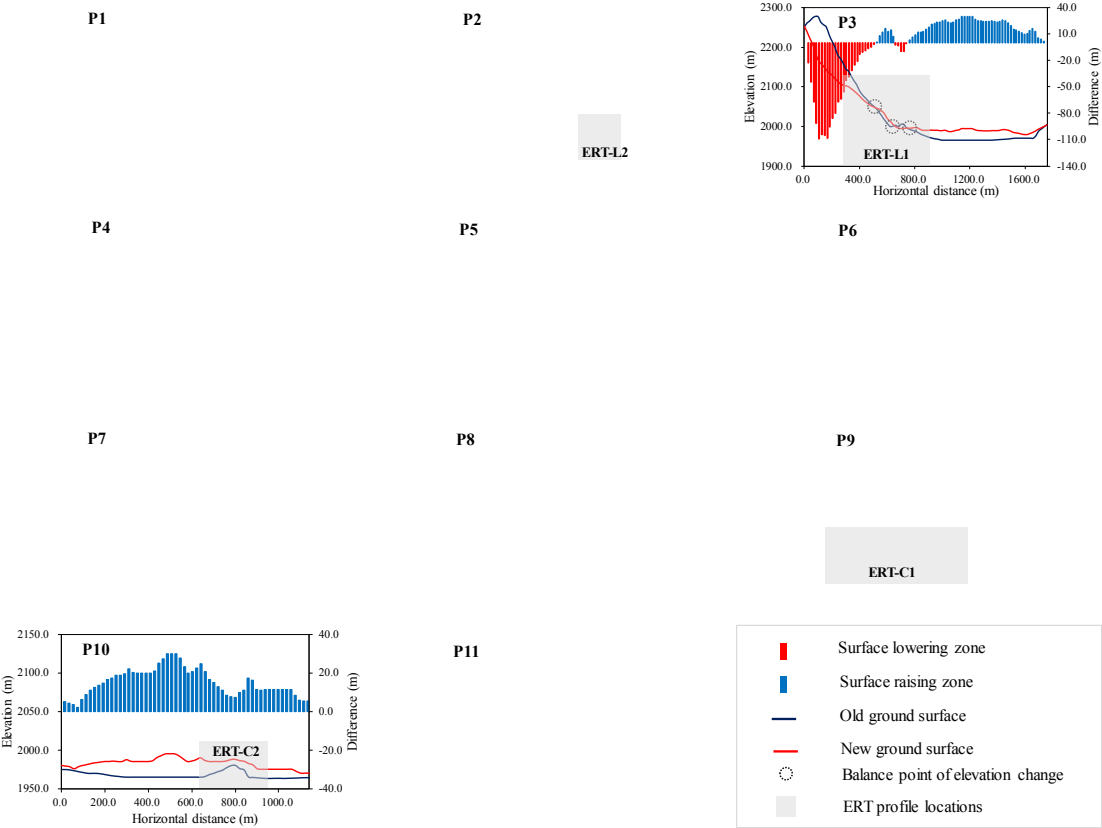 P1
P2
P3
2300.0
2200.0
2100.0
2000.0
1900.0
Elevation (m)
40.0
10.0
-20.0
-50.0
-80.0
-110.0
-140.0
Difference (m)
ERT-L1
0.0 400.0 800.0 1200.0 1600.0
Horizontal distance (m)
ERT-L2
P4
P5
P6
P7
P8
P9
ERT-C1
P10
2150.0
2100.0
2050.0
2000.0
1950.0
Elevation (m)
40.0
20.0
0.0
-20.0
-40.0
Difference (m)
ERT-C2
0.0 200.0 400.0 600.0 800.0 1000.0
Horizontal distance (m)
P11
Surface lowering zone
Surface raising zone
Old ground surface
New ground surface
Balance point of elevation change
ERT profile locations